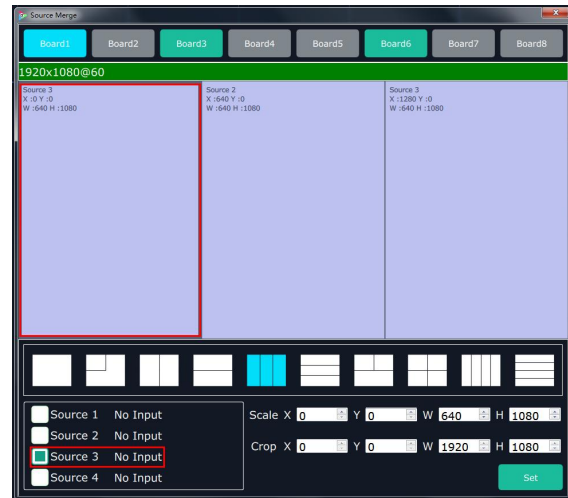 Source Merge
Board1 Board2 Board3 Board4 Board5 Board6 Board7 Board8
1920x1080@60
Source 3 Source 2 Source 3
X :0 Y :0 X :640 Y :0 X :1280 Y :0
W :640 H :1080 W :640 H :1080 W :640 H :1080
Source 1 No Input Scale X 0 Y 0 W 640 H 1080
Source 2 No Input
Source 3 No Input Crop X 0 Y 0 W 1920 H 1080
Source 4 No Input Set